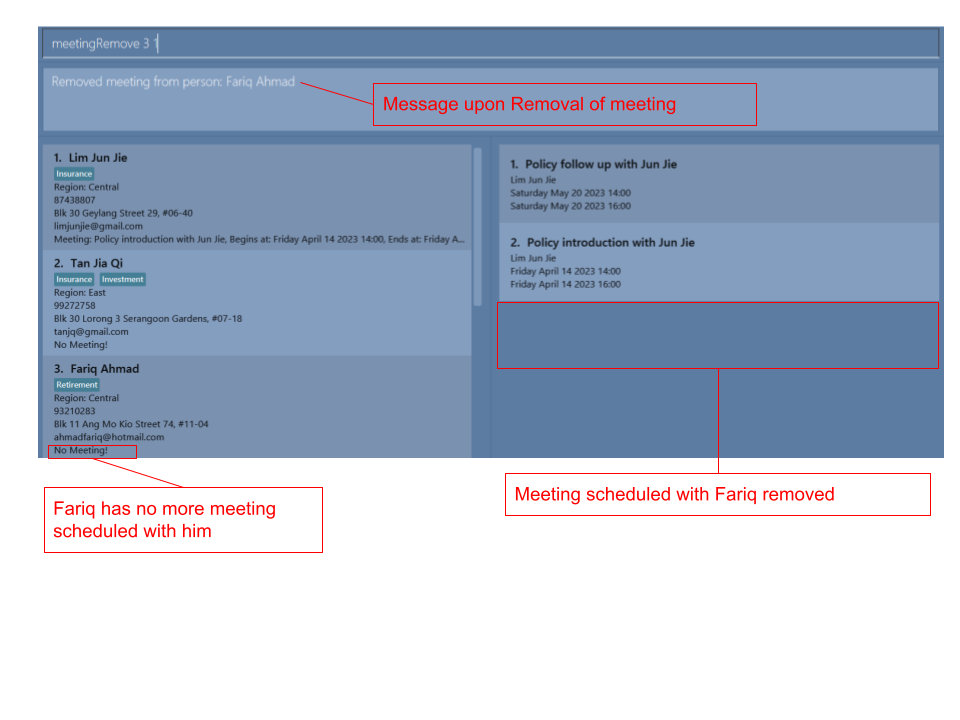 meetingRemove 3 1
Removed meeting from person: Fariq Ahmad
Message upon Removal of meeting
1. Lim Jun Jie
Insurance
Region: Central
87438807
Blk 30 Geylang Street 29, #06-40
limjunjie@gmail.com
Meeting: Policy introduction with Jun Jie, Begins at: Friday April 14 2023 14:00, Ends at: Friday A...
2. Tan Jia Qi
Insurance Investment
Region: East
99272758
Blk 30 Lorong 3 Serangoon Gardens, #07-18
tanjq@gmail.com
No Meeting!
3. Fariq Ahmad
Retirement
Region: Central
93210283
Blk 11 Ang Mo Kio Street 74, #11-04
ahmadfariq@hotmail.com
No Meeting!
1. Policy follow up with Jun Jie
Lim Jun Jie
Saturday May 20 2023 14:00
Saturday May 20 2023 16:00
2. Policy introduction with Jun Jie
Lim Jun Jie
Friday April 14 2023 14:00
Friday April 14 2023 16:00
Fariq has no more meeting
scheduled with him
Meeting scheduled with Fariq removed